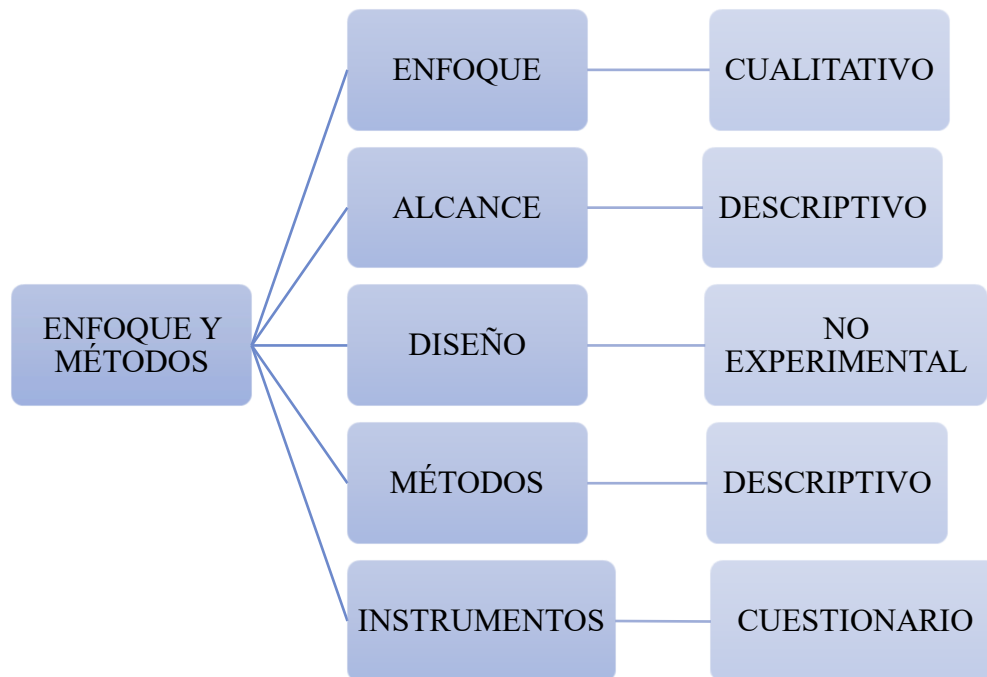 ENFOQUE Y
MÉTODOS
ENFOQUE
CUALITATIVO
ALCANCE
DESCRIPTIVO
DISEÑO
NO
EXPERIMENTAL
MÉTODOS
DESCRIPTIVO
INSTRUMENTOS
CUESTIONARIO